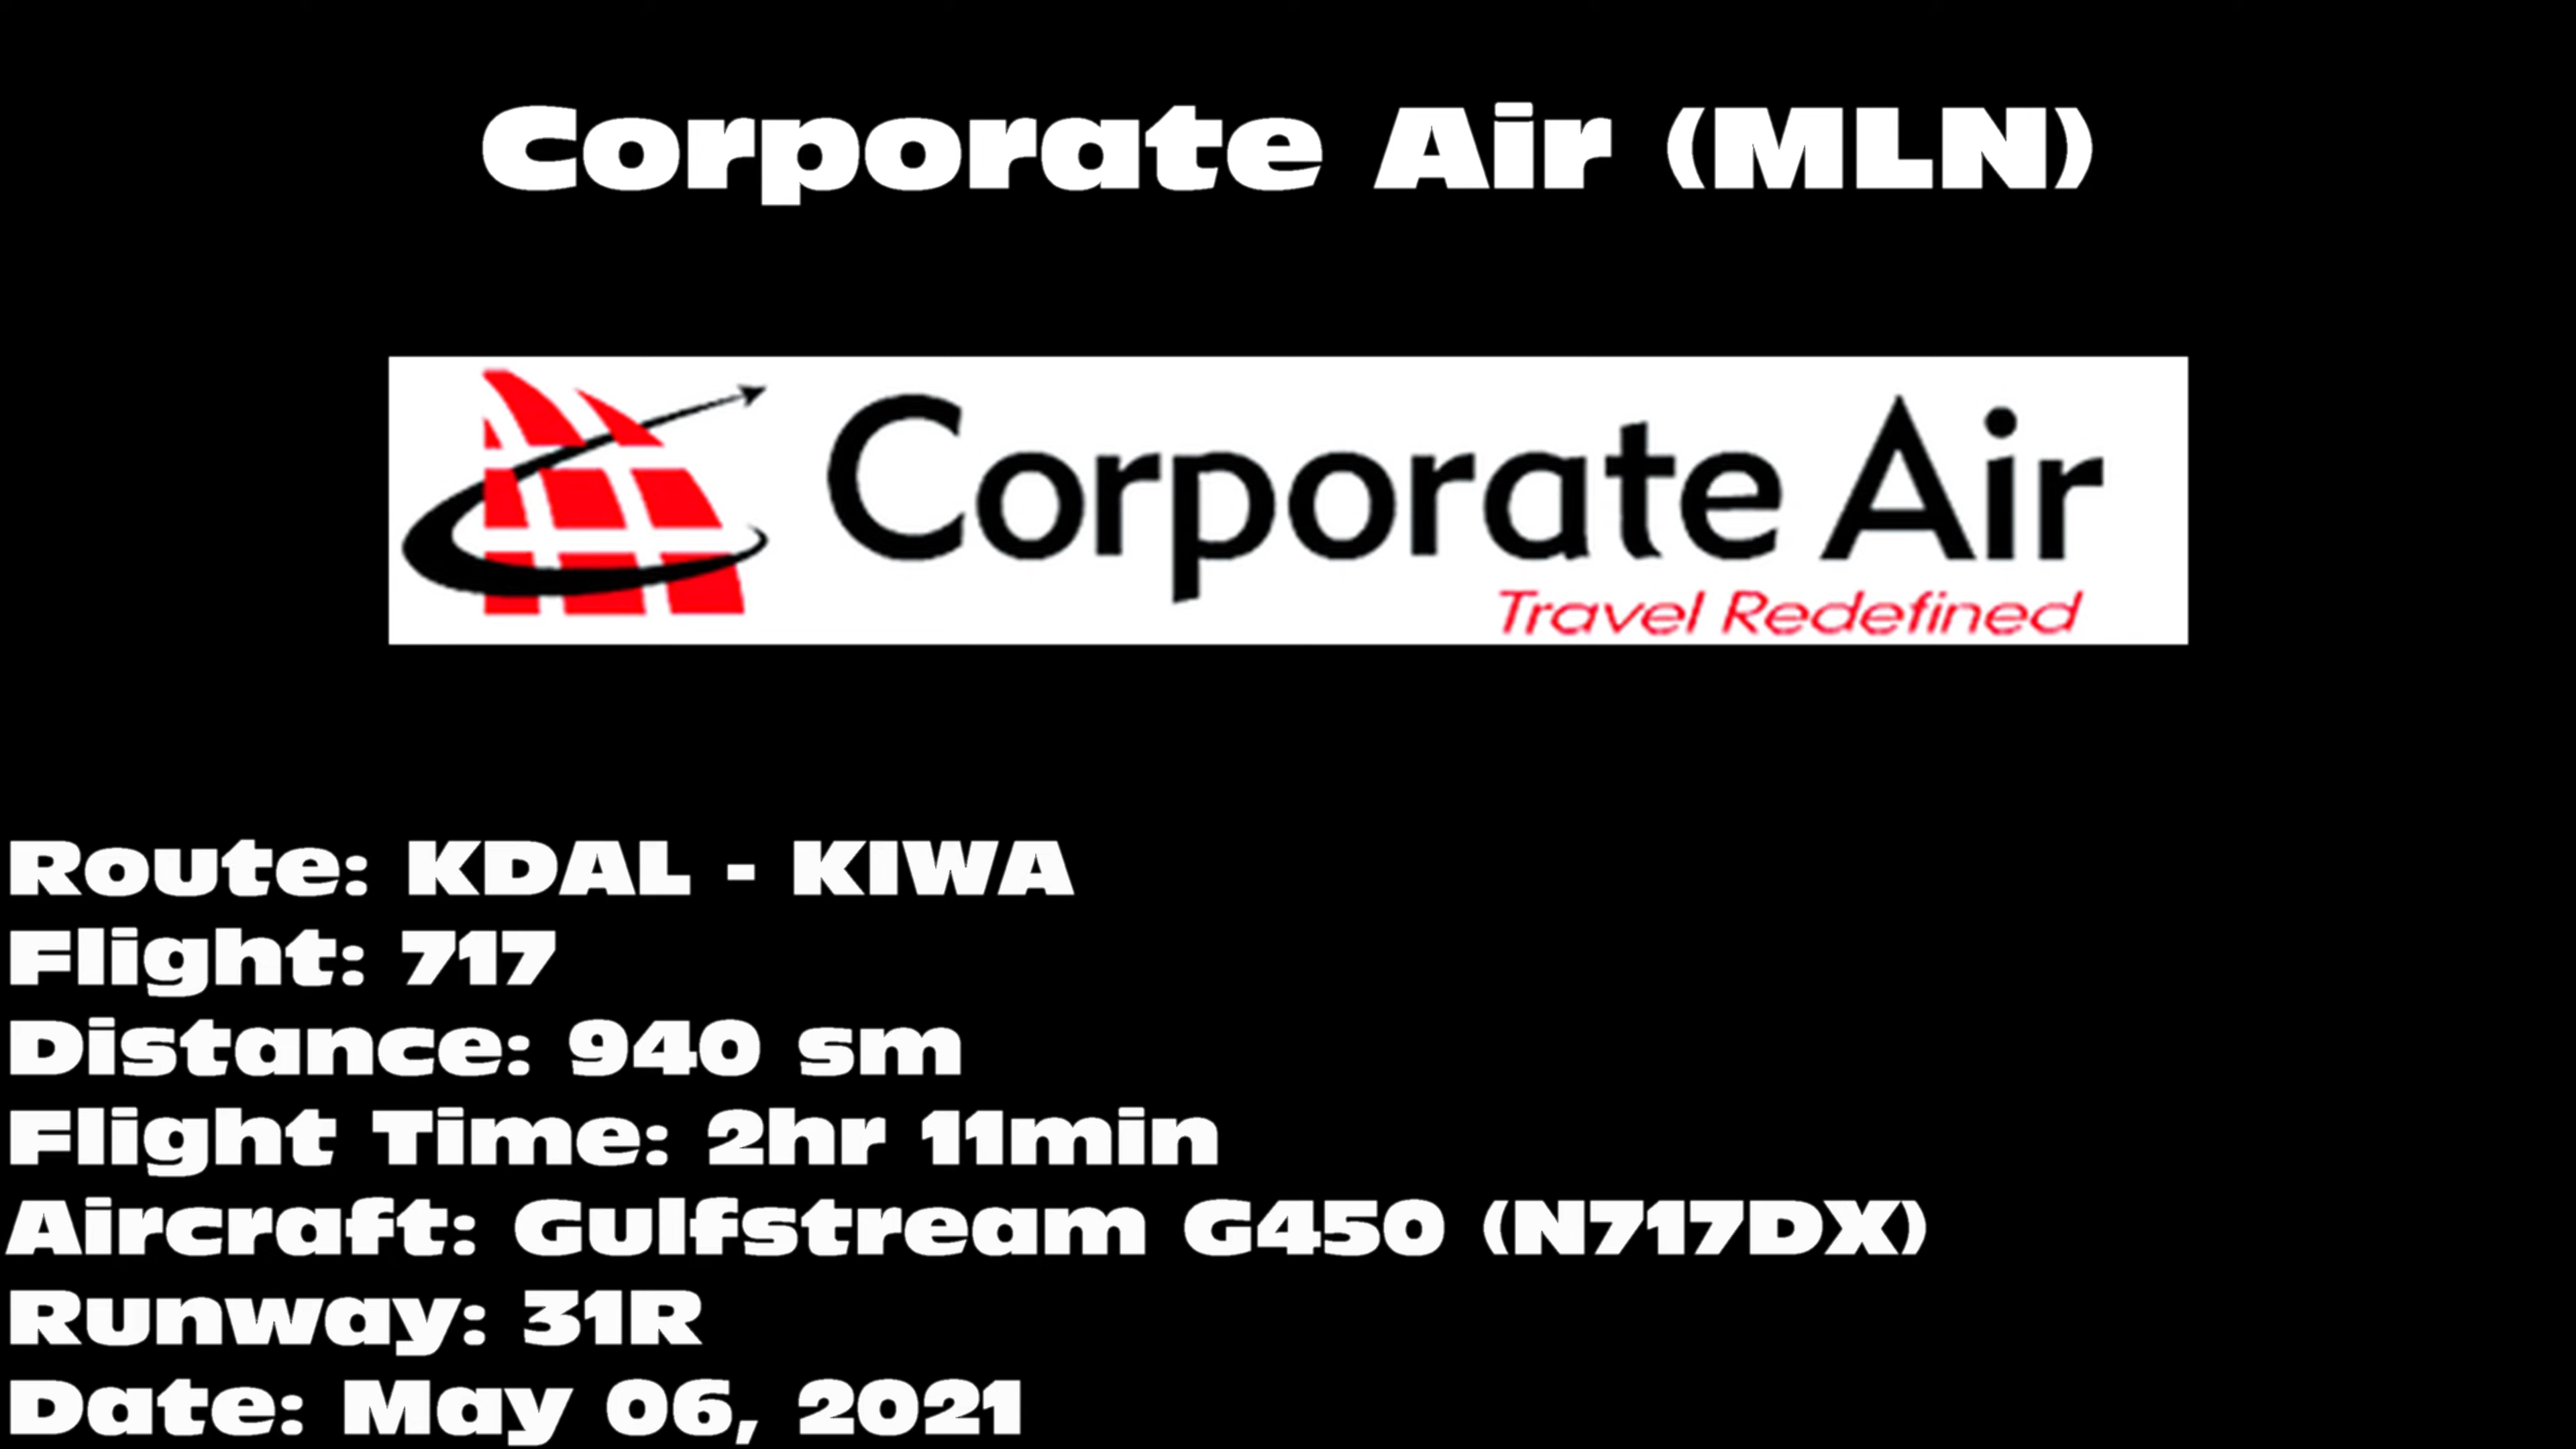 Corporate Air (MLN)
Corporate Air
Travel Redefined
Route: KDAL - KIWA
Flight: 717
Distance: 940 sm
Flight Time: 2hr 11min
Aircraft: Gulfstream G450 (N717DX)
Runway: 31R
Date: May 06, 2021